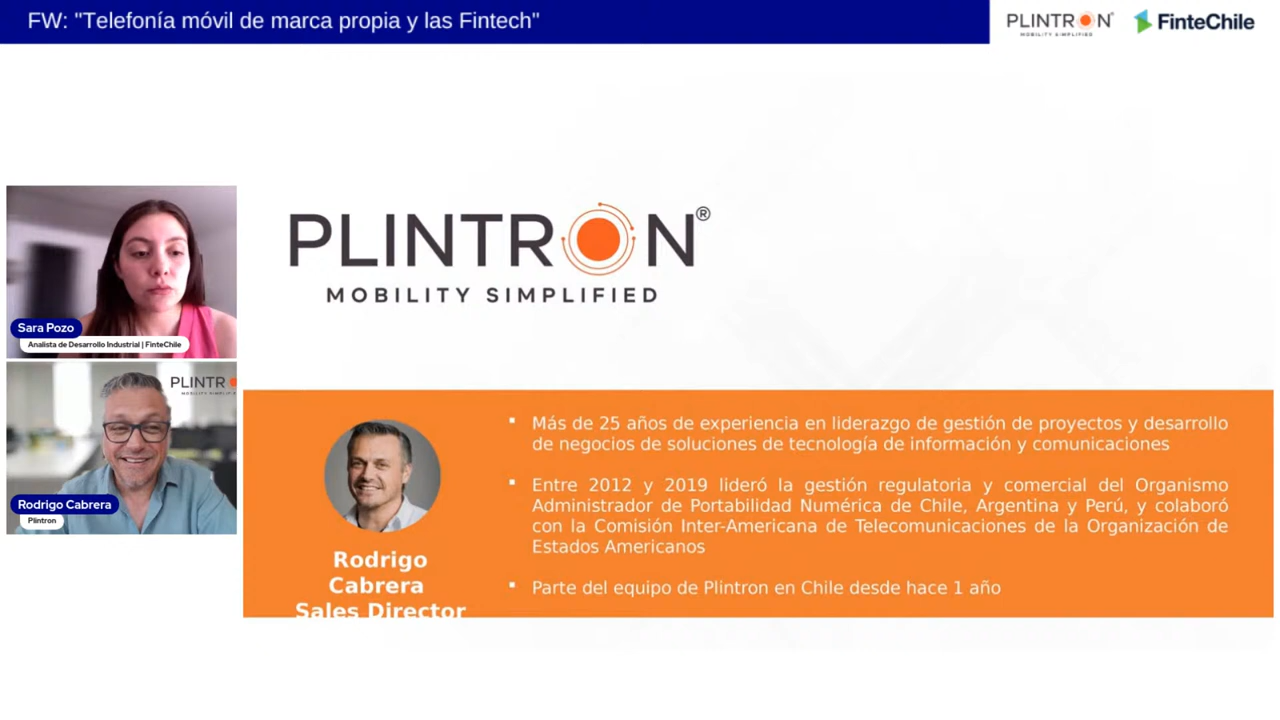 FW: "Telefonía móvil de marca propia y las Fintech"
PLINTRON®
MOBILITY SIMPLIFIED
FinteChile
PLINTRON®
MOBILITY SIMPLIFIED
Sara Pozo
Analista de Desarrollo Industrial | FinteChile
PLINTRO
MOBILITY SIMPLIFIE
Rodrigo Cabrera
Plintron
Rodrigo
Cabrera
Sales Director
▪ Más de 25 años de experiencia en liderazgo de gestión de proyectos y desarrollo
de negocios de soluciones de tecnología de información y comunicaciones
▪ Entre 2012 y 2019 lideró la gestión regulatoria y comercial del Organismo
Administrador de Portabilidad Numérica de Chile, Argentina y Perú, y colaboró
con la Comisión Inter-Americana de Telecomunicaciones de la Organización de
Estados Americanos
▪ Parte del equipo de Plintron en Chile desde hace 1 año